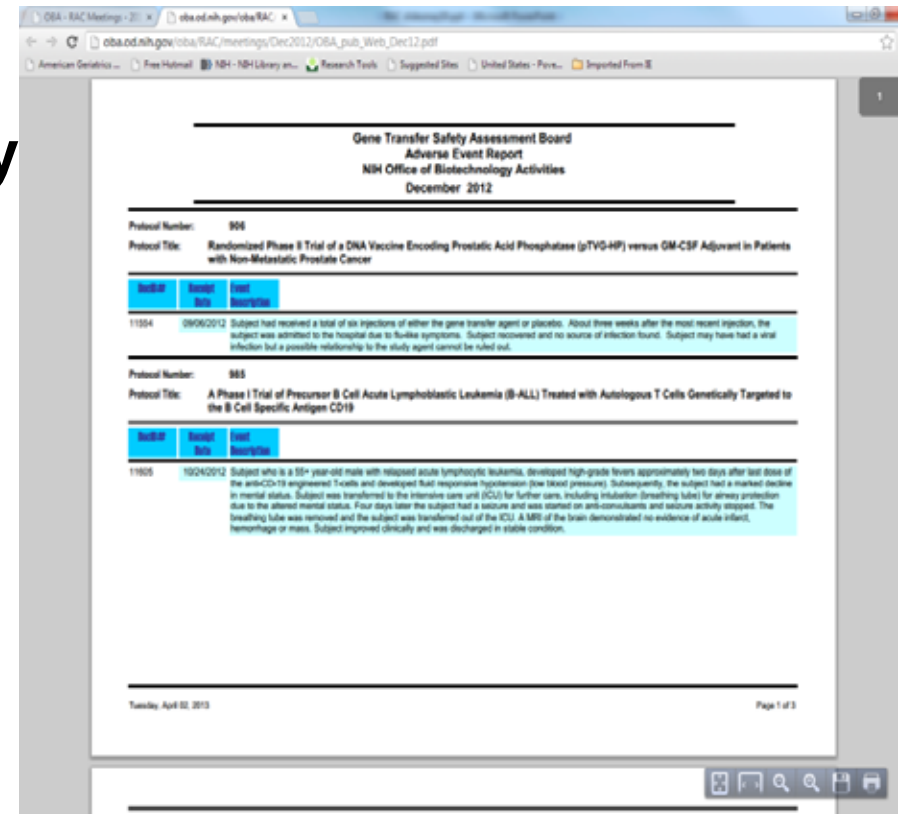 OBA - RAC Meetings - 20
oba.od.nih.gov/oba/RAC/
oba.od.nih.gov/oba/RAC/meetings/Dec2012/OBA_pub_Web_Dec12.pdf
American Geriatrics ... Free Hotmail NIH - NIH Library an... Research Tools Suggested Sites United States - Pove... Imported From IE
1
y
Gene Transfer Safety Assessment Board
Adverse Event Report
NIH Office of Biotechnology Activities
December 2012
Protocol Number: 906
Protocol Title: Randomized Phase II Trial of a DNA Vaccine Encoding Prostatic Acid Phosphatase (pTVG-HP) versus GM-CSF Adjuvant in Patients
with Non-Metastatic Prostate Cancer
DocID# Receipt Event
Date Description
11554 09/06/2012 Subject had received a total of six injections of either the gene transfer agent or placebo. About three weeks after the most recent injection, the
subject was admitted to the hospital due to flu-like symptoms. Subject recovered and no source of infection found. Subject may have had a viral
infection but a possible relationship to the study agent cannot be ruled out.
Protocol Number: 985
Protocol Title: A Phase I Trial of Precursor B Cell Acute Lymphoblastic Leukemia (B-ALL) Treated with Autologous T Cells Genetically Targeted to
the B Cell Specific Antigen CD19
DocID# Receipt Event
Date Description
11605 10/24/2012 Subject who is a 55+ year-old male with relapsed acute lymphocytic leukemia, developed high-grade fevers approximately two days after last dose of
the anti-CD-19 engineered T-cells and developed fluid responsive hypotension (low blood pressure). Subsequently, the subject had a marked decline
in mental status. Subject was transferred to the intensive care unit (ICU) for further care, including intubation (breathing tube) for airway protection
due to the altered mental status. Four days later the subject had a seizure and was started on anti-convulsants and seizure activity stopped. The
breathing tube was removed and the subject was transferred out of the ICU. A MRI of the brain demonstrated no evidence of acute infarct,
hemorrhage or mass. Subject improved clinically and was discharged in stable condition.
Tuesday, April 02, 2013 Page 1 of 3